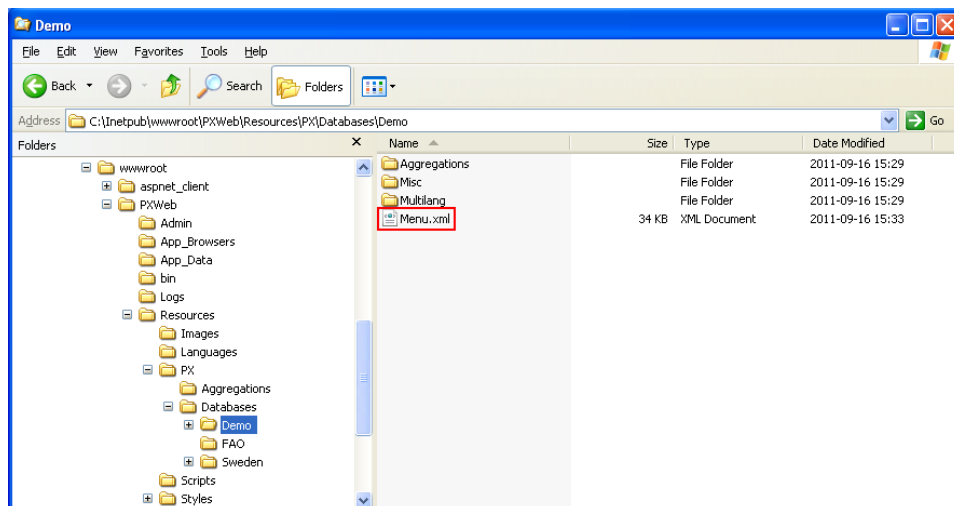 Demo
File Edit View Favorites Tools Help
Back Search Folders
Address C:\Inetpub\wwwroot\PXWeb\Resources\PX\Databases\Demo Go
Folders × Name Size Type Date Modified
wwwroot
aspnet_client
PXWeb
Admin
App_Browsers
App_Data
bin
Logs
Resources
Images
Languages
PX
Aggregations
Databases
Demo
FAO
Sweden
Scripts
Styles
Aggregations File Folder 2011-09-16 15:29
Misc File Folder 2011-09-16 15:29
Multilang File Folder 2011-09-16 15:29
Menu.xml 34 KB XML Document 2011-09-16 15:33